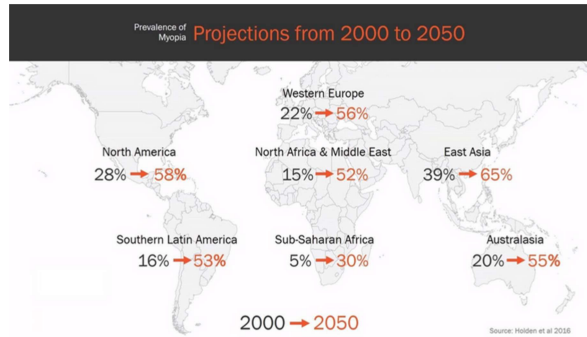 Prevalence of
Myopia
Projections from 2000 to 2050
Western Europe
22% → 56%
North America
28% → 58%
North Africa & Middle East
15% → 52%
East Asia
39% → 65%
Southern Latin America
16% → 53%
Sub-Saharan Africa
5% → 30%
Australasia
20% → 55%
2000 → 2050
Source: Holden et al 2016